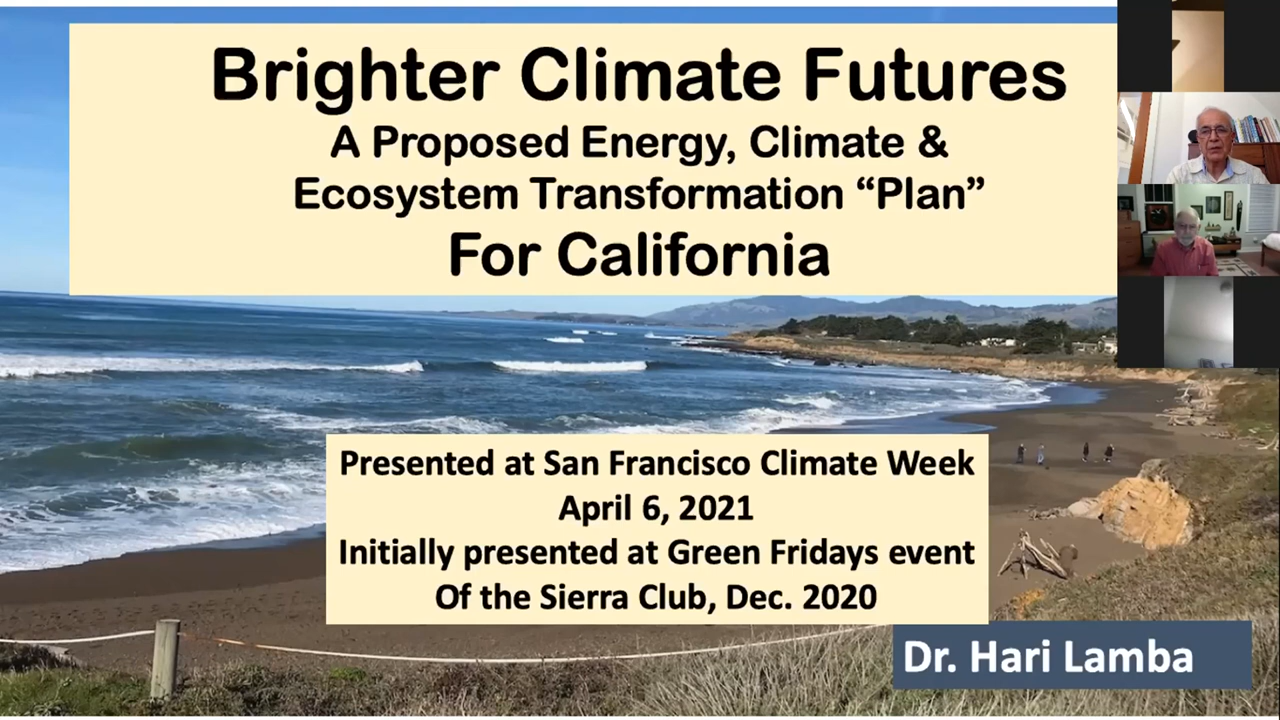 Brighter Climate Futures
A Proposed Energy, Climate &
Ecosystem Transformation “Plan”
For California
Presented at San Francisco Climate Week
April 6, 2021
Initially presented at Green Fridays event
Of the Sierra Club, Dec. 2020
Dr. Hari Lamba